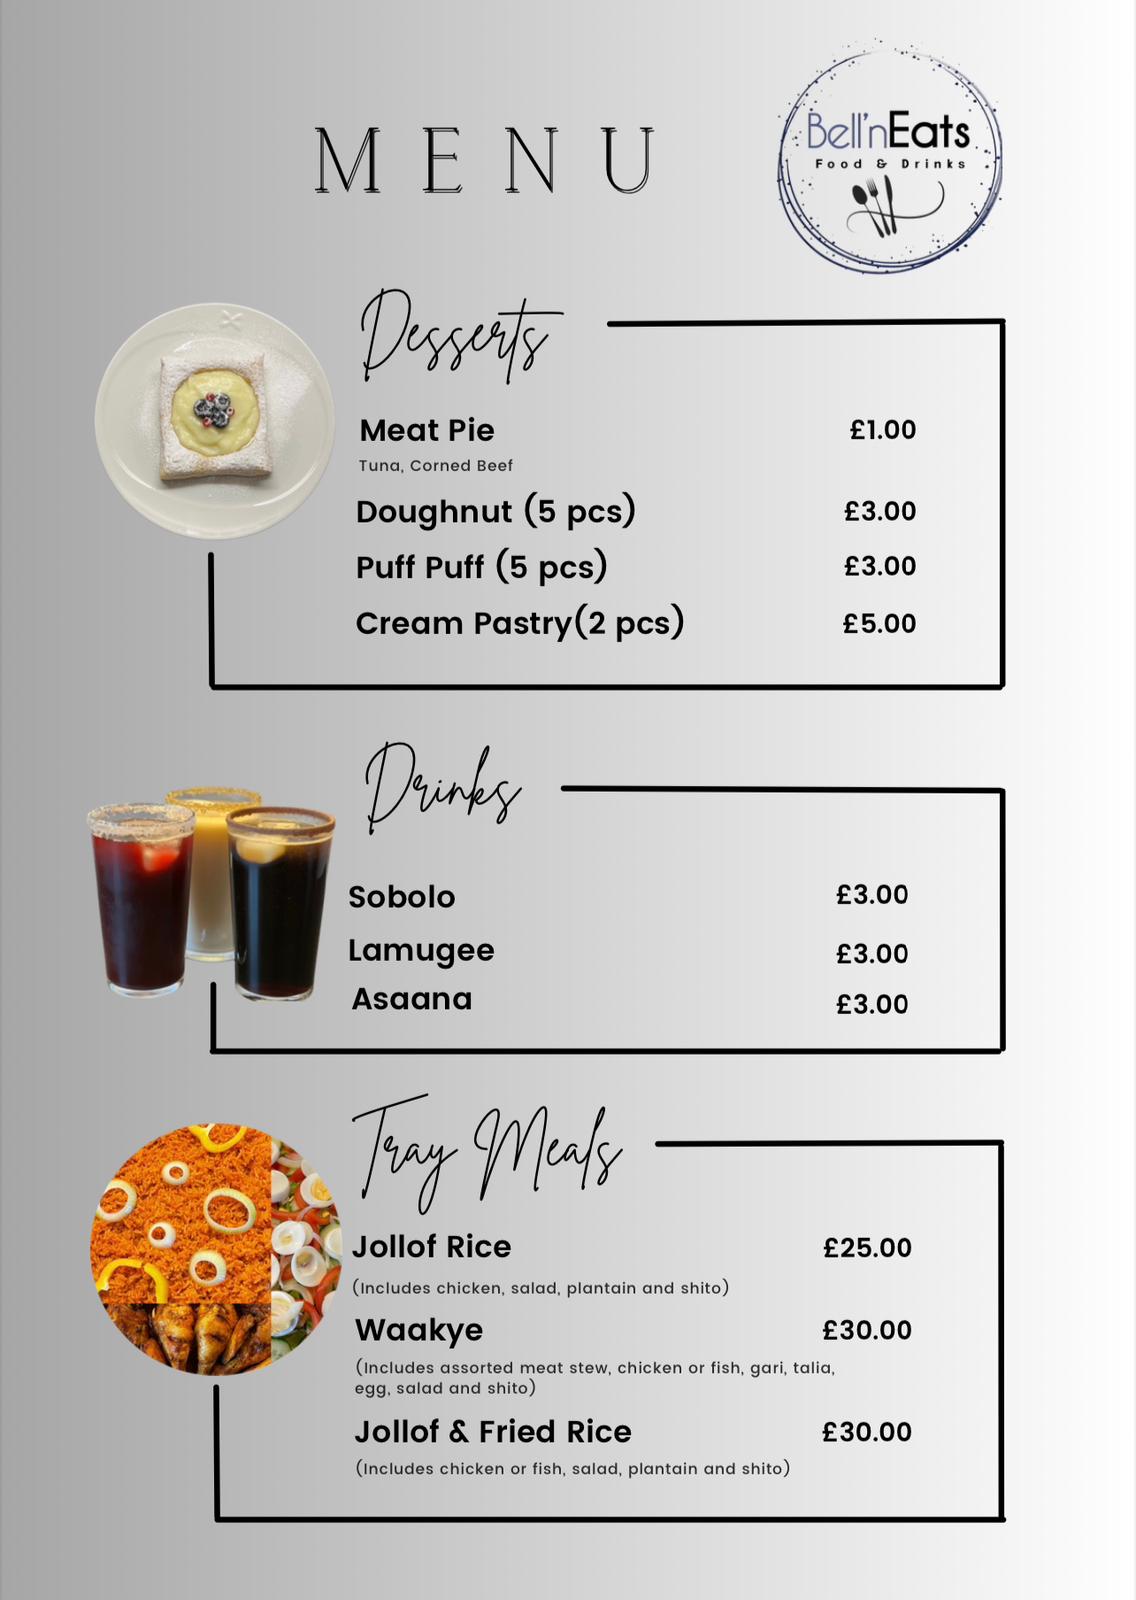 MENU
Bell'nEats
Food & Drinks
Desserts
Meat Pie £1.00
Tuna, Corned Beef
Doughnut (5 pcs) £3.00
Puff Puff (5 pcs) £3.00
Cream Pastry(2 pcs) £5.00
Drinks
Sobolo £3.00
Lamugee £3.00
Asaana £3.00
Tray Meals
Jollof Rice £25.00
(Includes chicken, salad, plantain and shito)
Waakye £30.00
(Includes assorted meat stew, chicken or fish, gari, talia,
egg, salad and shito)
Jollof & Fried Rice £30.00
(Includes chicken or fish, salad, plantain and shito)